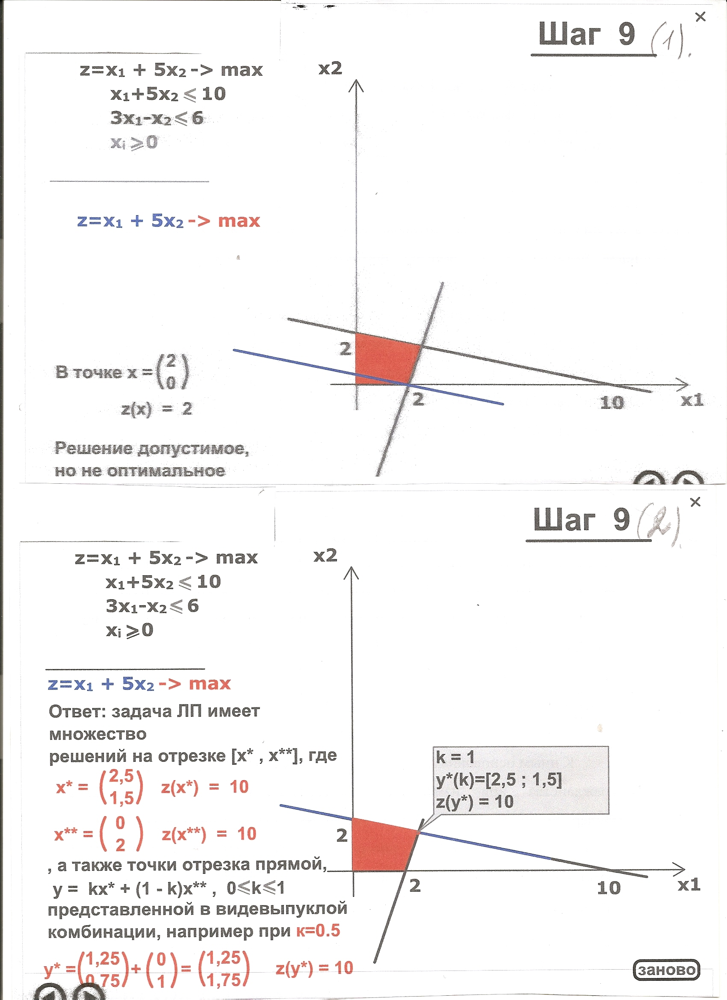 Шаг 9 (1).
×
z=x₁ + 5x₂ -> max
x₁+5x₂ ⩽ 10
3x₁-x₂ ⩽ 6
xᵢ ⩾ 0
z=x₁ + 5x₂ -> max
x2
2
2
10
x1
В точке x = (2 0)
z(x) = 2
Решение допустимое,
но не оптимальное
Шаг 9 (2).
×
z=x₁ + 5x₂ -> max
x₁+5x₂ ⩽ 10
3x₁-x₂ ⩽ 6
xᵢ ⩾ 0
z=x₁ + 5x₂ -> max
Ответ: задача ЛП имеет
множество
решений на отрезке [x* , x**], где
x* = (2,5 1,5) z(x*) = 10
x** = (0 2) z(x**) = 10
, а также точки отрезка прямой,
y = kx* + (1 - k)x** , 0⩽k⩽1
представленной в видевыпуклой
комбинации, например при к=0.5
y* = (1,25 0,75) + (0 1) = (1,25 1,75) z(y*) = 10
x2
k = 1
y*(k)=[2,5 ; 1,5]
z(y*) = 10
2
2
10
x1
заново